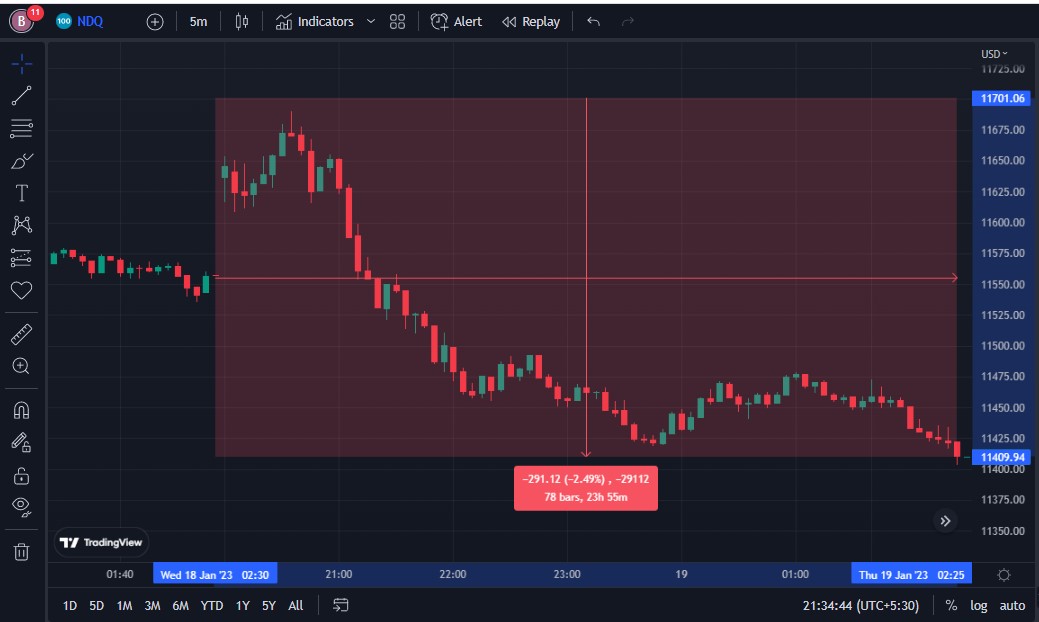 B 11 100 NDQ 5m Indicators Alert Replay
USD
11725.00
11701.06
11675.00
11650.00
11625.00
11600.00
11575.00
11550.00
11525.00
11500.00
11475.00
11450.00
11425.00
11409.94
11400.00
11375.00
11350.00
−291.12 (−2.49%) , −29112
78 bars, 23h 55m
TradingView
01:40 Wed 18 Jan '23 02:30 21:00 22:00 23:00 19 01:00 Thu 19 Jan '23 02:25
1D 5D 1M 3M 6M YTD 1Y 5Y All 21:34:44 (UTC+5:30) % log auto